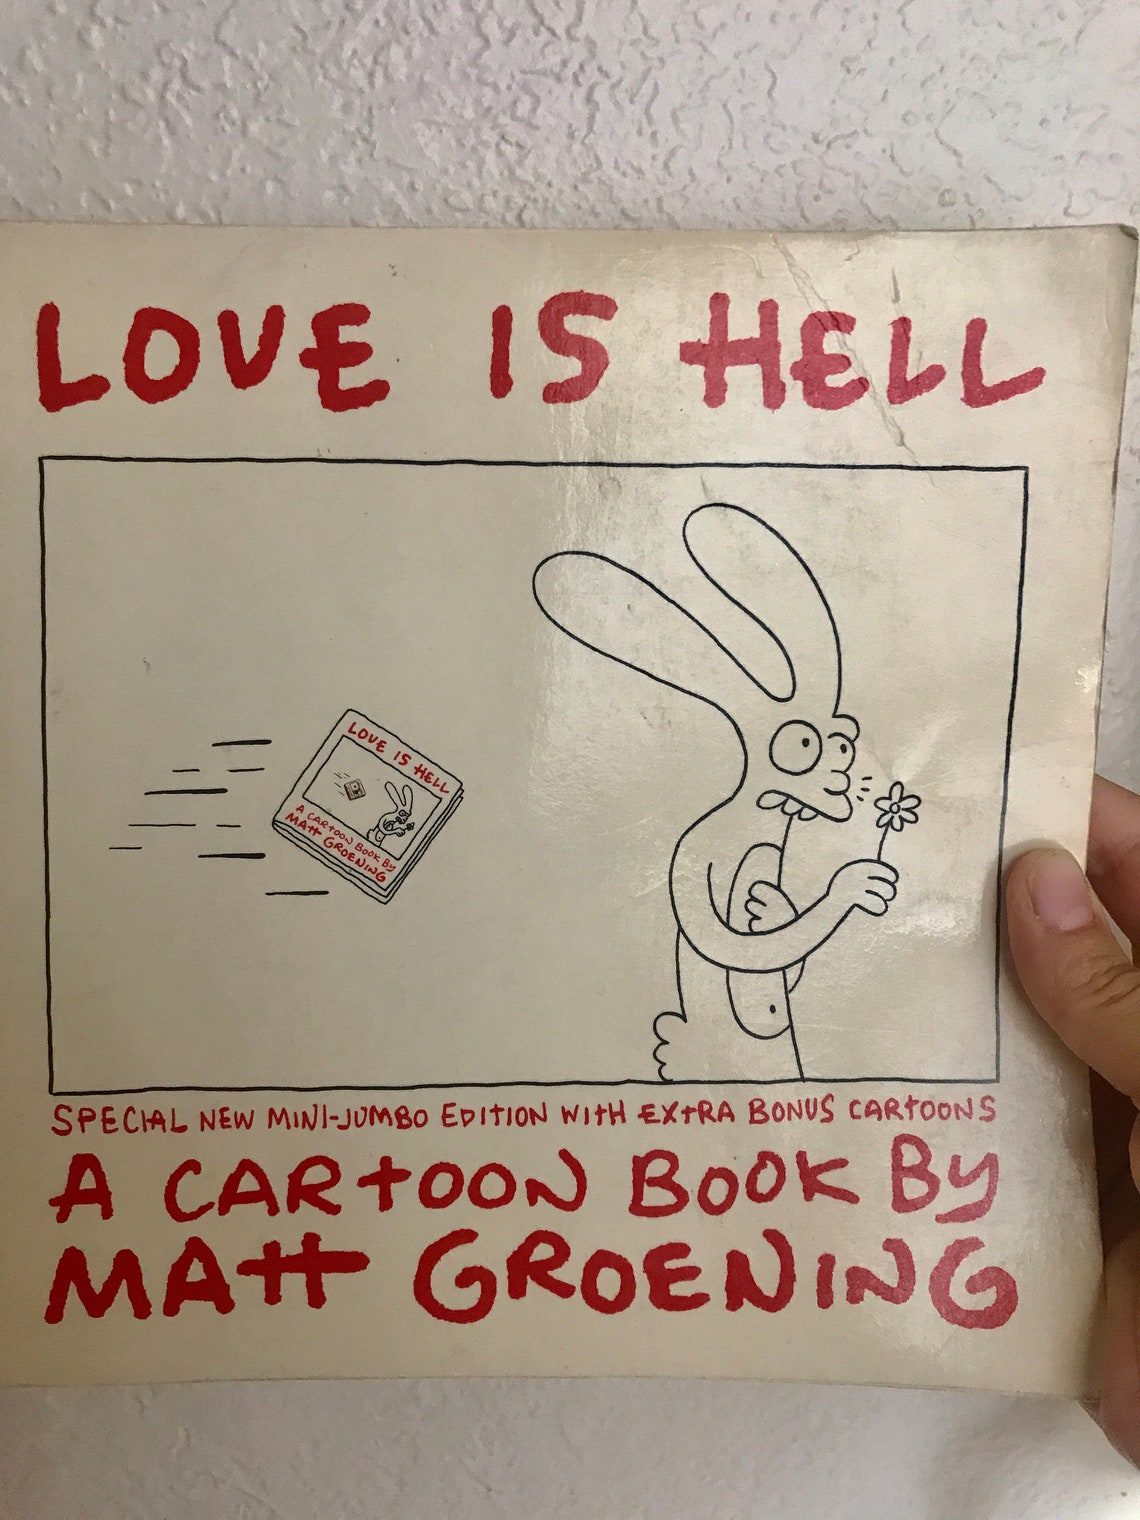 LOVE IS HELL
LOVE IS HELL
A CARTOON BOOK BY
MATT GROENING
SPECIAL NEW MINI-JUMBO EDITION WITH EXTRA BONUS CARTOONS
A CARTOON BOOK BY
MATT GROENING